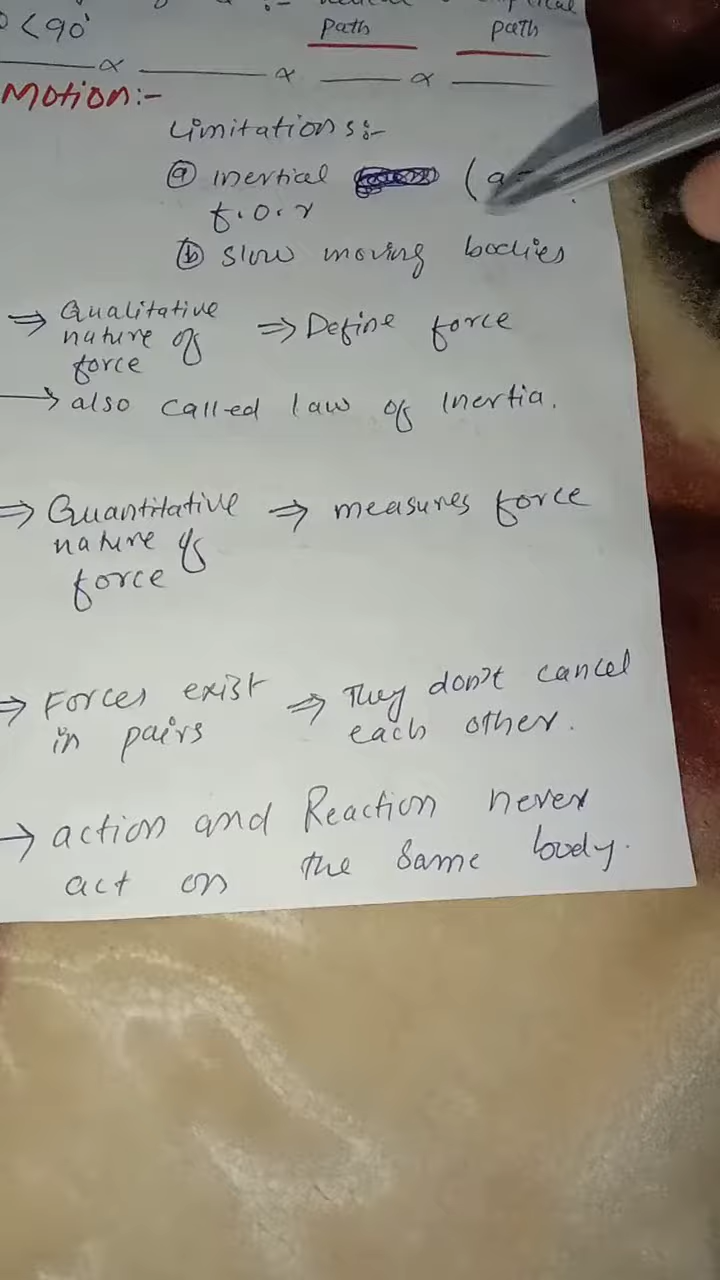 < 90°
path path
∝ ∝ ∝
Motion:-
Limitations:-
(a) inertical (a
f.o.r
(b) slow moving bodies
⇒ Qualitative
nature of ⇒ Define force
force
→ also called law of Inertia.
⇒ Quantitative ⇒ measures force
nature of
force
⇒ Forces exist ⇒ They don't cancel
in pairs each other.
→ action and Reaction never
act on the same body.